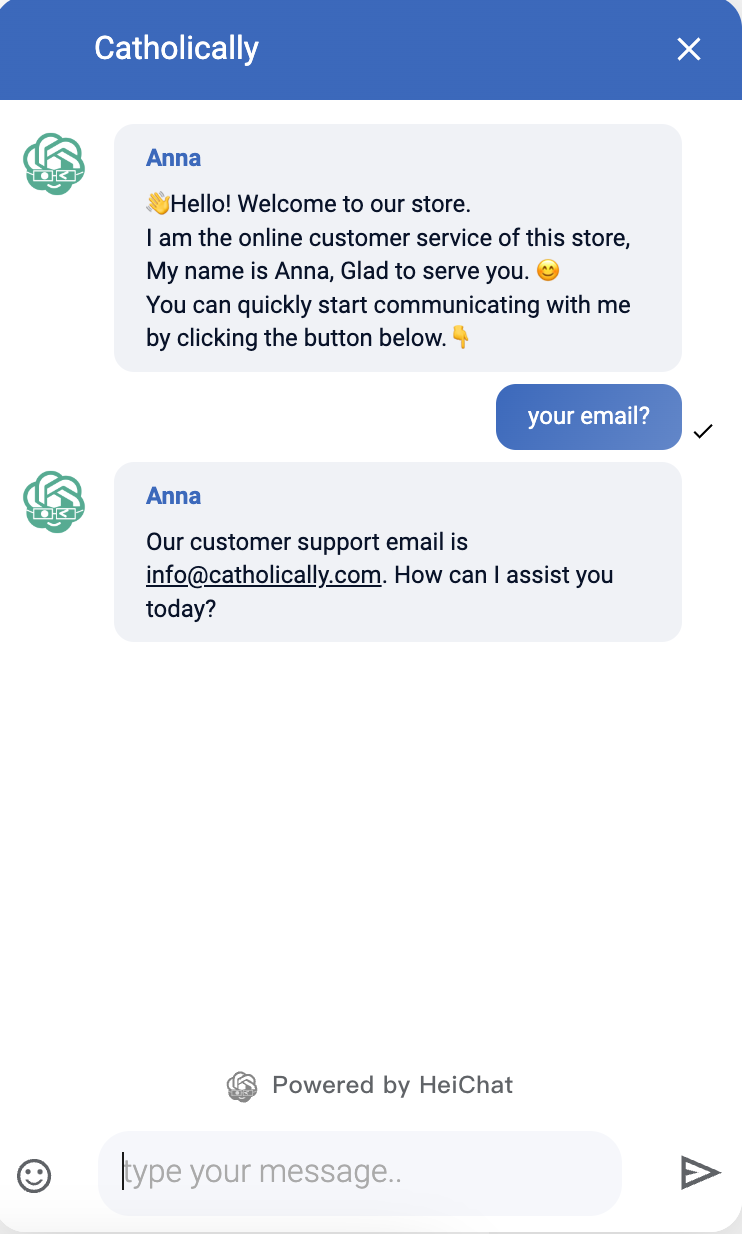 Catholically
Anna
👋Hello! Welcome to our store.
I am the online customer service of this store,
My name is Anna, Glad to serve you. 😊
You can quickly start communicating with me
by clicking the button below.👇
your email?
Anna
Our customer support email is
info@catholically.com. How can I assist you
today?
Powered by HeiChat
type your message..